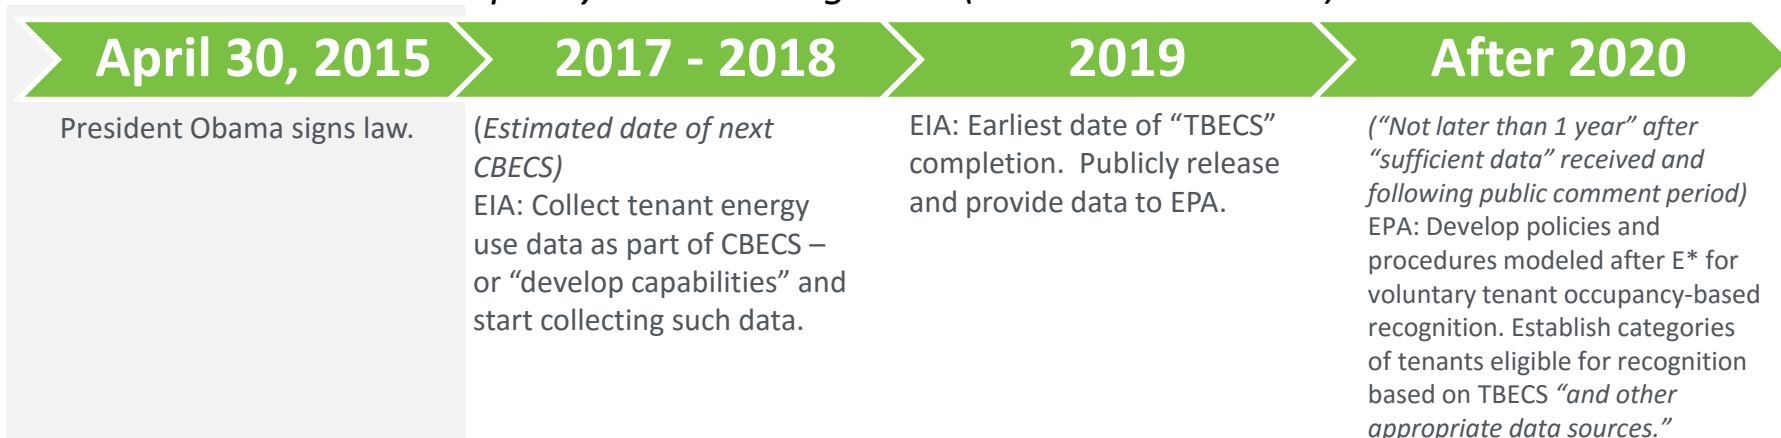 April 30, 2015
2017 - 2018
2019
After 2020
President Obama signs law.
(Estimated date of next
CBECS)
EIA: Collect tenant energy
use data as part of CBECS –
or “develop capabilities” and
start collecting such data.
EIA: Earliest date of “TBECS”
completion.  Publicly release
and provide data to EPA.
(“Not later than 1 year” after
“sufficient data” received and
following public comment period)
EPA: Develop policies and
procedures modeled after E* for
voluntary tenant occupancy-based
recognition. Establish categories
of tenants eligible for recognition
based on TBECS “and other
appropriate data sources.”